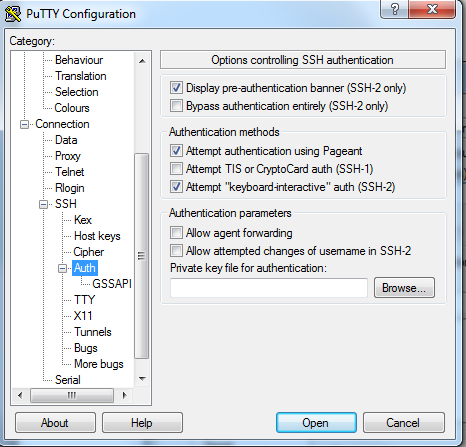 PuTTY Configuration
Category:
Behaviour
Translation
Selection
Colours
Connection
Data
Proxy
Telnet
Rlogin
SSH
Kex
Host keys
Cipher
Auth
GSSAPI
TTY
X11
Tunnels
Bugs
More bugs
Serial
Options controlling SSH authentication
Display pre-authentication banner (SSH-2 only)
Bypass authentication entirely (SSH-2 only)
Authentication methods
Attempt authentication using Pageant
Attempt TIS or CryptoCard auth (SSH-1)
Attempt "keyboard-interactive" auth (SSH-2)
Authentication parameters
Allow agent forwarding
Allow attempted changes of username in SSH-2
Private key file for authentication:
Browse...
About
Help
Open
Cancel